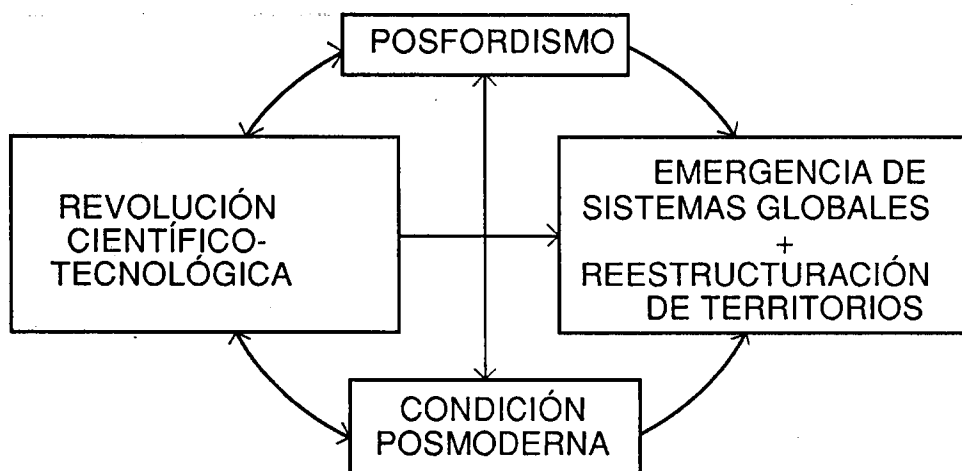 POSFORDISMO
REVOLUCIÓN
CIENTÍFICO-
TECNOLÓGICA
EMERGENCIA DE
SISTEMAS GLOBALES
+
REESTRUCTURACIÓN
DE TERRITORIOS
CONDICIÓN
POSMODERNA